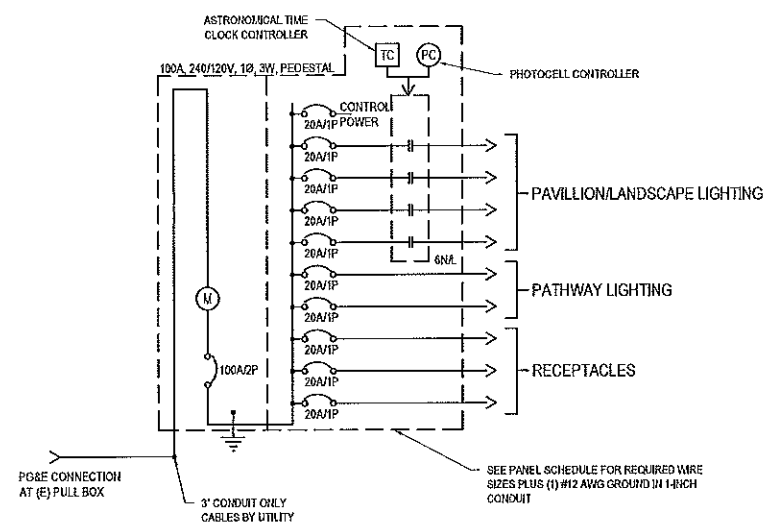 ASTRONOMICAL TIME
CLOCK CONTROLLER
TC
PC
PHOTOCELL CONTROLLER
100A, 240/120V, 1Ø, 3W, PEDESTAL
CONTROL
POWER
20A/1P
20A/1P
20A/1P
20A/1P
20A/1P
6N/L
20A/1P
20A/1P
20A/1P
20A/1P
20A/1P
PAVILLION/LANDSCAPE LIGHTING
PATHWAY LIGHTING
RECEPTACLES
M
100A/2P
PG&E CONNECTION
AT (E) PULL BOX
3" CONDUIT ONLY
CABLES BY UTILITY
SEE PANEL SCHEDULE FOR REQUIRED WIRE
SIZES PLUS (1) #12 AWG GROUND IN 1-INCH
CONDUIT